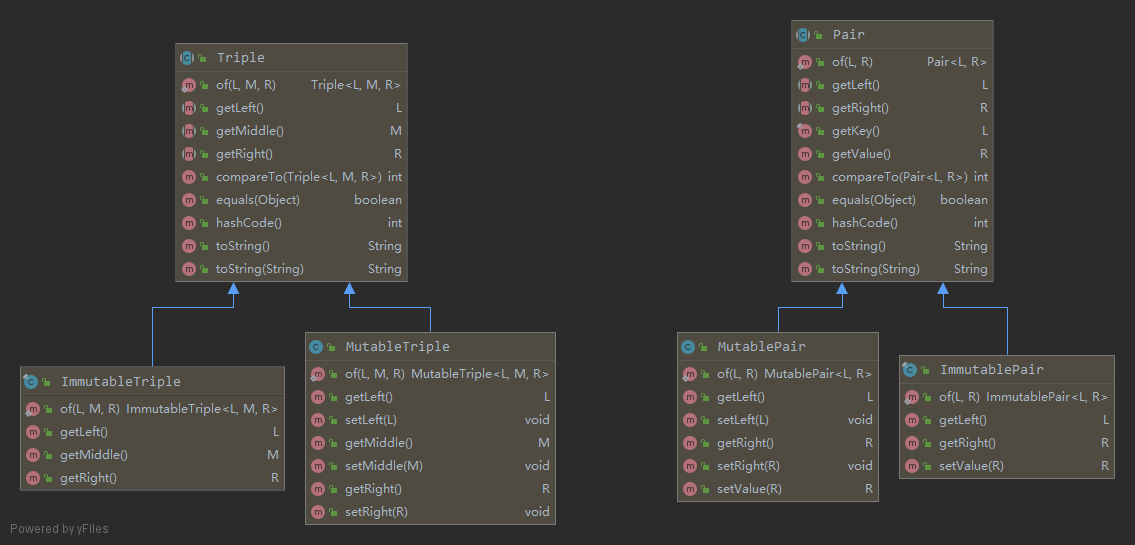 Triple
of(L, M, R) Triple<L, M, R>
getLeft() L
getMiddle() M
getRight() R
compareTo(Triple<L, M, R>) int
equals(Object) boolean
hashCode() int
toString() String
toString(String) String
Pair
of(L, R) Pair<L, R>
getLeft() L
getRight() R
getKey() L
getValue() R
compareTo(Pair<L, R>) int
equals(Object) boolean
hashCode() int
toString() String
toString(String) String
ImmutableTriple
of(L, M, R) ImmutableTriple<L, M, R>
getLeft() L
getMiddle() M
getRight() R
MutableTriple
of(L, M, R) MutableTriple<L, M, R>
getLeft() L
setLeft(L) void
getMiddle() M
setMiddle(M) void
getRight() R
setRight(R) void
MutablePair
of(L, R) MutablePair<L, R>
getLeft() L
setLeft(L) void
getRight() R
setRight(R) void
setValue(R) R
ImmutablePair
of(L, R) ImmutablePair<L, R>
getLeft() L
getRight() R
setValue(R) R
Powered by yFiles